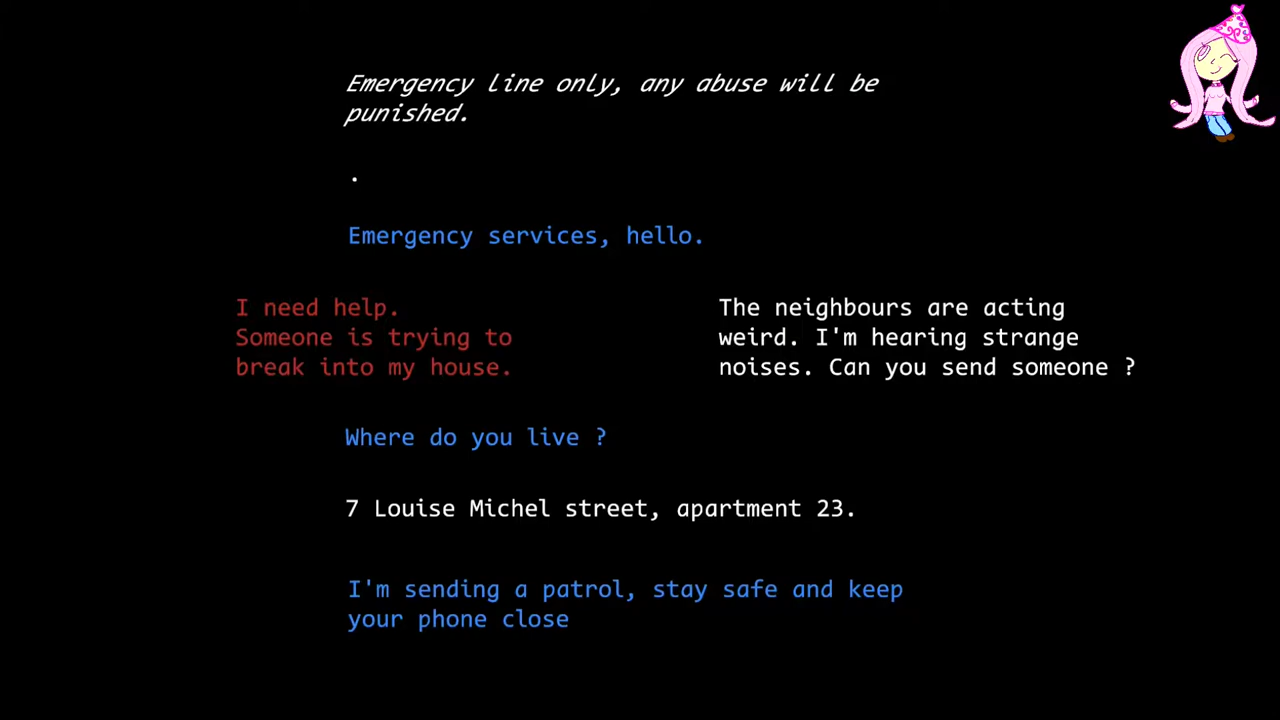 Emergency line only, any abuse will be
punished.
.
Emergency services, hello.
I need help.
Someone is trying to
break into my house.
The neighbours are acting
weird. I'm hearing strange
noises. Can you send someone ?
Where do you live ?
7 Louise Michel street, apartment 23.
I'm sending a patrol, stay safe and keep
your phone close